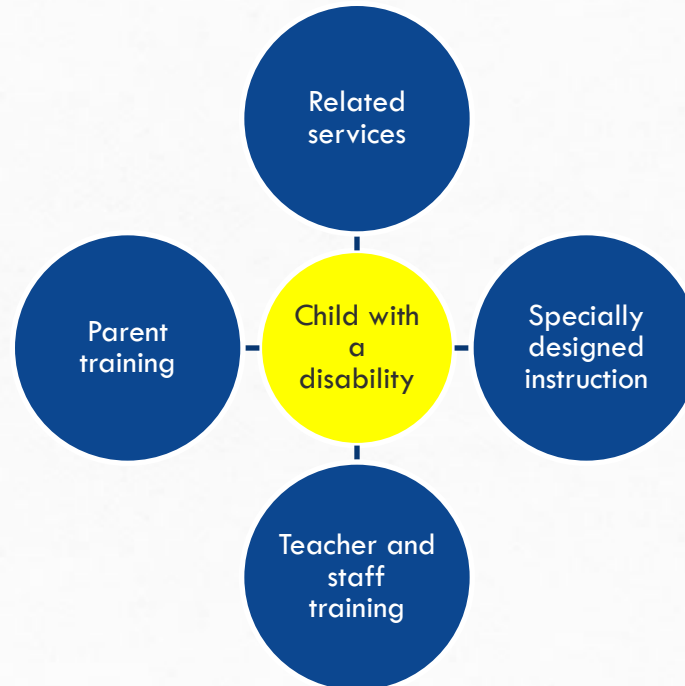 Related
services
Parent
training
Child with
a
disability
Specially
designed
instruction
Teacher and
staff
training